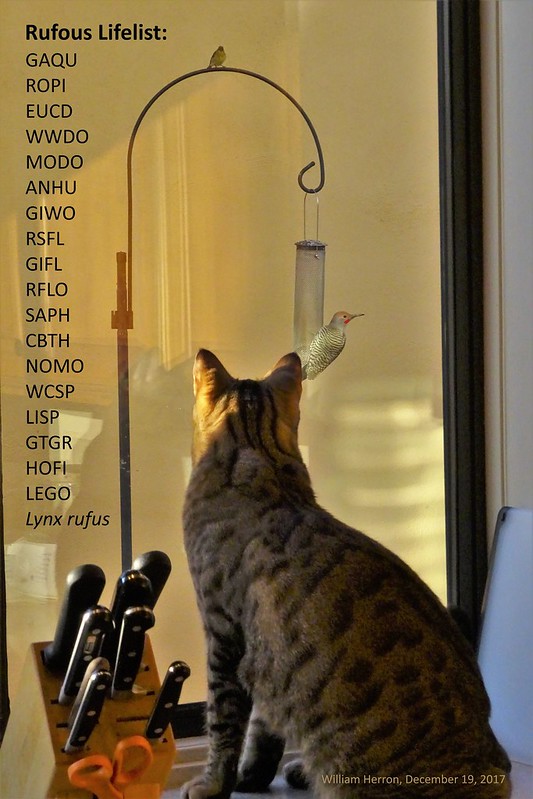 Rufous Lifelist:
GAQU
ROPI
EUCD
WWDO
MODO
ANHU
GIWO
RSFL
GIFL
RFLO
SAPH
CBTH
NOMO
WCSP
LISP
GTGR
HOFI
LEGO
Lynx rufus
William Herron, December 19, 2017